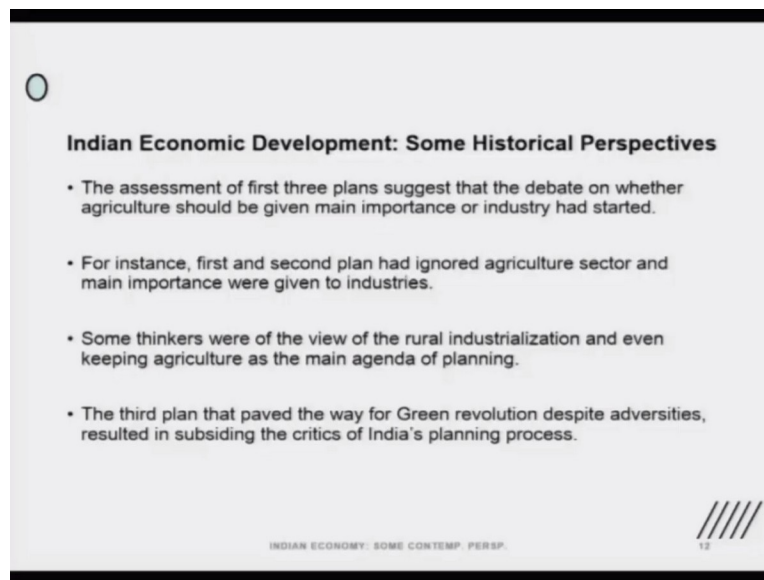 Indian Economic Development: Some Historical Perspectives
• The assessment of first three plans suggest that the debate on whether
agriculture should be given main importance or industry had started.
• For instance, first and second plan had ignored agriculture sector and
main importance were given to industries.
• Some thinkers were of the view of the rural industrialization and even
keeping agriculture as the main agenda of planning.
• The third plan that paved the way for Green revolution despite adversities,
resulted in subsiding the critics of India's planning process.
INDIAN ECONOMY: SOME CONTEMP. PERSP.
12